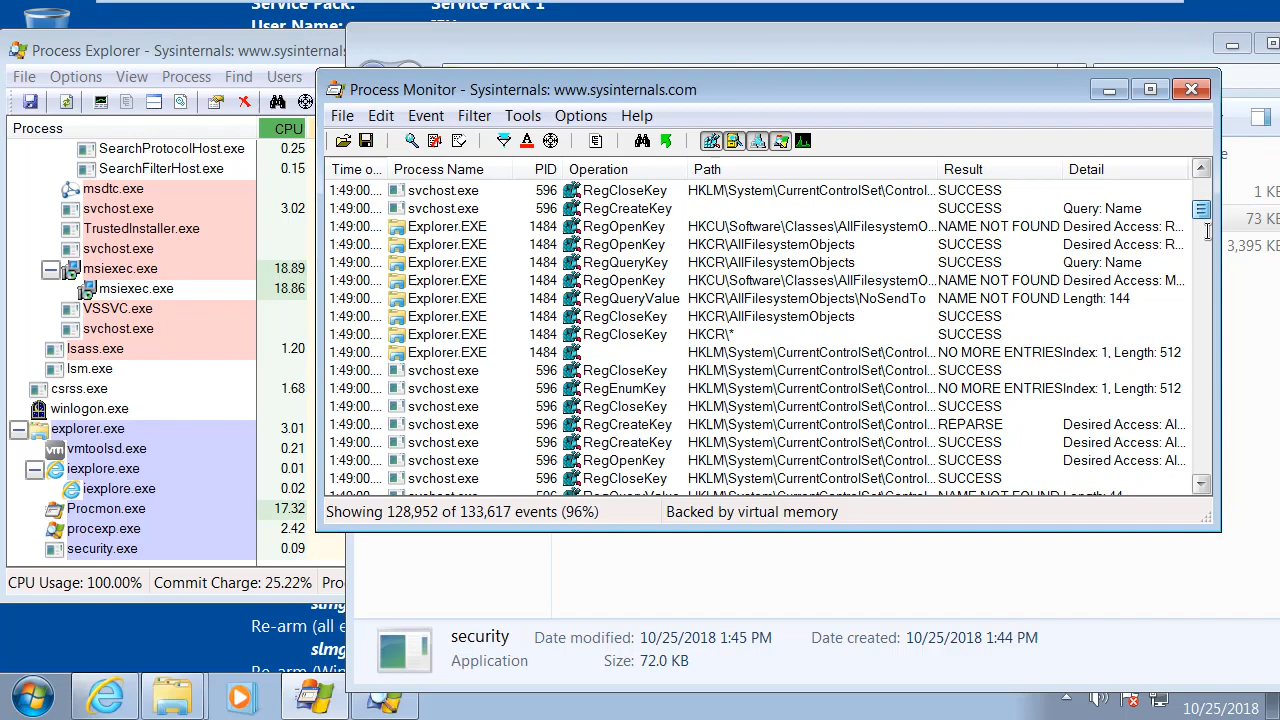 Service Pack:
Service Pack 1
User Name:
Process Explorer - Sysinternals: www.sysinternals
File Options View Process Find Users
Process CPU
SearchProtocolHost.exe 0.25
SearchFilterHost.exe 0.15
msdtc.exe
svchost.exe 3.02
TrustedInstaller.exe
svchost.exe
msiexec.exe 18.89
msiexec.exe 18.86
VSSVC.exe
svchost.exe
lsass.exe 1.20
lsm.exe
csrss.exe 1.68
winlogon.exe
explorer.exe 3.01
vmtoolsd.exe 0.21
iexplore.exe 0.01
iexplore.exe 0.02
Procmon.exe 17.32
procexp.exe 2.42
security.exe 0.09
CPU Usage: 100.00% Commit Charge: 25.22% Pro
Process Monitor - Sysinternals: www.sysinternals.com
File Edit Event Filter Tools Options Help
Time o... Process Name PID Operation Path Result Detail
1:49:00.... svchost.exe 596 RegCloseKey HKLM\System\CurrentControlSet\Control... SUCCESS
1:49:00.... svchost.exe 596 RegCreateKey SUCCESS Query: Name
1:49:00.... Explorer.EXE 1484 RegOpenKey HKCU\Software\Classes\AllFilesystemO... NAME NOT FOUND Desired Access: R...
1:49:00.... Explorer.EXE 1484 RegOpenKey HKCR\AllFilesystemObjects SUCCESS Desired Access: R...
1:49:00.... Explorer.EXE 1484 RegQueryKey HKCR\AllFilesystemObjects SUCCESS Query: Name
1:49:00.... Explorer.EXE 1484 RegOpenKey HKCU\Software\Classes\AllFilesystemO... NAME NOT FOUND Desired Access: M...
1:49:00.... Explorer.EXE 1484 RegQueryValue HKCR\AllFilesystemObjects\NoSendTo NAME NOT FOUND Length: 144
1:49:00.... Explorer.EXE 1484 RegCloseKey HKCR\AllFilesystemObjects SUCCESS
1:49:00.... Explorer.EXE 1484 RegCloseKey HKCR\* SUCCESS
1:49:00.... Explorer.EXE 1484 HKLM\System\CurrentControlSet\Control... NO MORE ENTRIES Index: 1, Length: 512
1:49:00.... svchost.exe 596 RegCloseKey HKLM\System\CurrentControlSet\Control... SUCCESS
1:49:00.... svchost.exe 596 RegEnumKey HKLM\System\CurrentControlSet\Control... NO MORE ENTRIES Index: 1, Length: 512
1:49:00.... svchost.exe 596 RegCloseKey HKLM\System\CurrentControlSet\Control... SUCCESS
1:49:00.... svchost.exe 596 RegCreateKey HKLM\System\CurrentControlSet\Control... REPARSE Desired Access: Al...
1:49:00.... svchost.exe 596 RegCreateKey HKLM\System\CurrentControlSet\Control... SUCCESS Desired Access: Al...
1:49:00.... svchost.exe 596 RegOpenKey HKLM\System\CurrentControlSet\Control... SUCCESS Desired Access: Al...
1:49:00.... svchost.exe 596 RegCloseKey HKLM\System\CurrentControlSet\Control... SUCCESS
Showing 128,952 of 133,617 events (96%) Backed by virtual memory
1 KE
73 KE
3,395 KE
slmg
Re-arm (all e
slmg
Re-arm (Win
security Date modified: 10/25/2018 1:45 PM Date created: 10/25/2018 1:44 PM
Application Size: 72.0 KB
10/25/2018